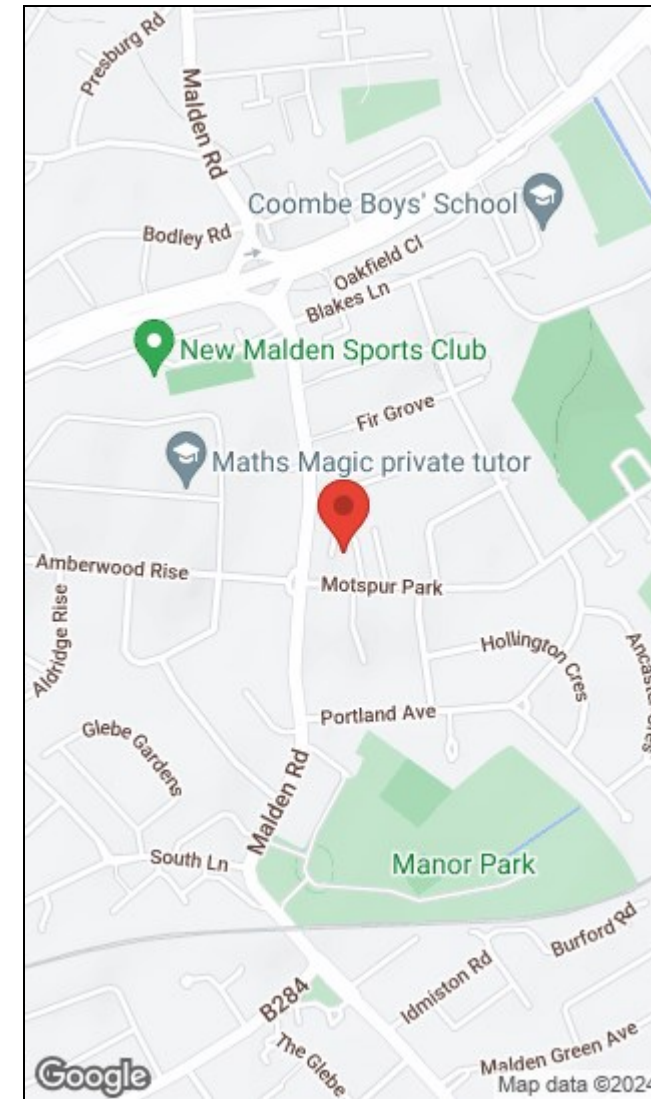 Presburg Rd
Malden Rd
Coombe Boys' School
Bodley Rd
Oakfield Cl
Blakes Ln
New Malden Sports Club
Fir Grove
Maths Magic private tutor
Amberwood Rise
Motspur Park
Aldridge Rise
Hollington Cres
Ancaster Cres
Portland Ave
Glebe Gardens
Malden Rd
South Ln
Manor Park
Burford Rd
Idmiston Rd
B284
The Glebe
Malden Green Ave
Google
Map data ©2024